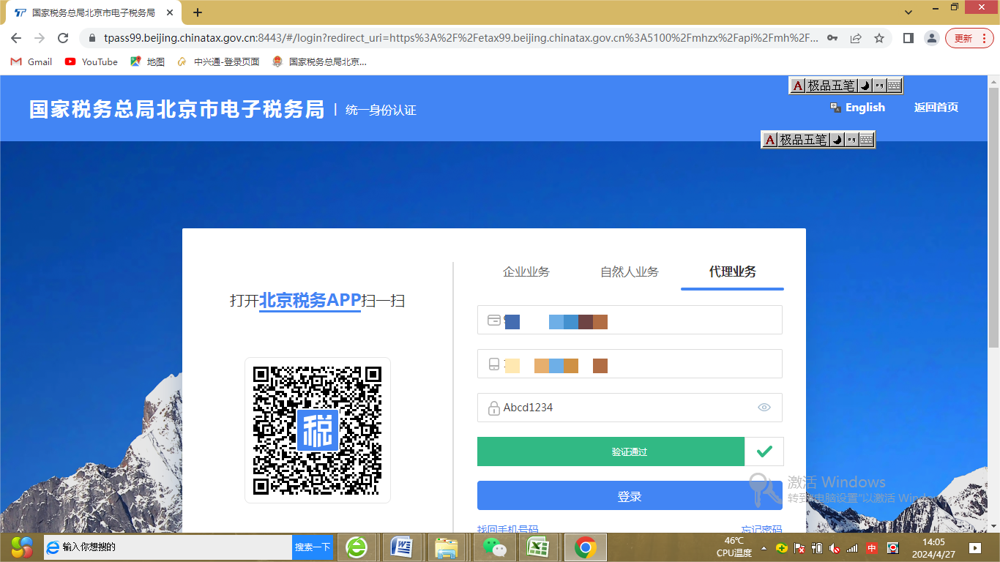 国家税务总局北京市电子税务局
tpass99.beijing.chinatax.gov.cn:8443/#/login?redirect_uri=https%3A%2F%2Fetax99.beijing.chinatax.gov.cn%3A5100%2Fmhzx%2Fapi%2Fmh%2F...
更新
Gmail
YouTube
地图
中兴通-登录页面
国家税务总局北京...
A 极品五笔
国家税务总局北京市电子税务局 | 统一身份认证
English
返回首页
A 极品五笔
企业业务
自然人业务
代理业务
打开北京税务APP扫一扫
Abcd1234
税
验证通过
登录
激活 Windows
转到"电脑设置"以激活 Windows
找回手机号码
忘记密码
输入你想搜的
搜索一下
46℃
CPU温度
中
14:05
2024/4/27